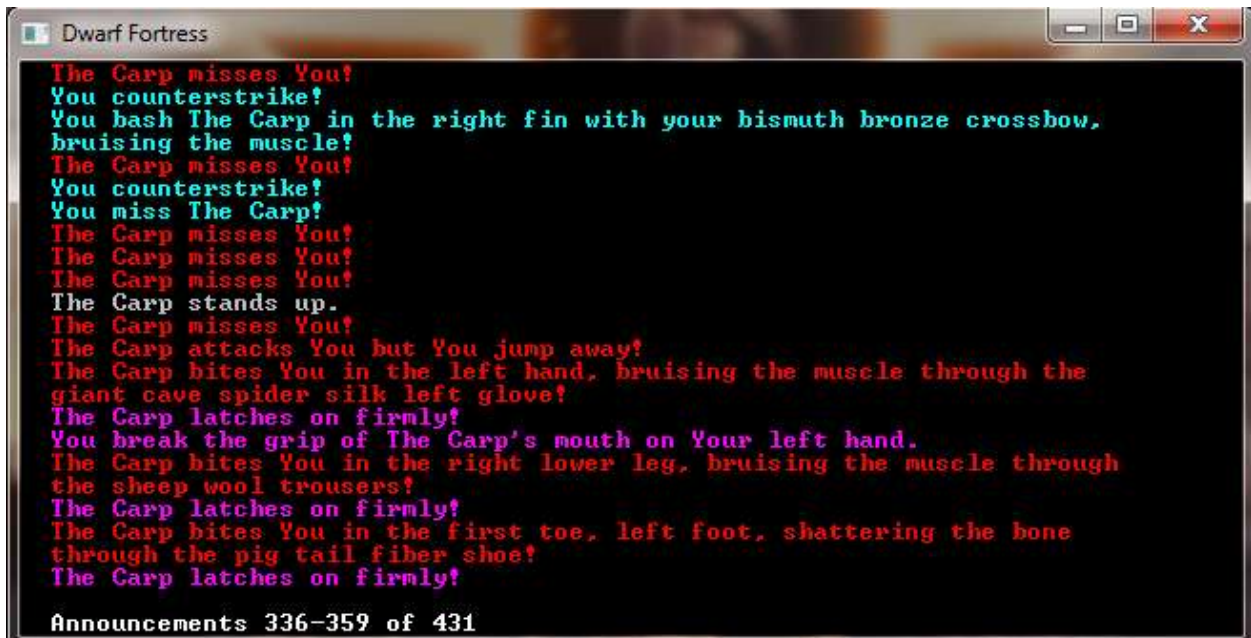 Dwarf Fortress
The Carp misses You!
You counterstrike!
You bash The Carp in the right fin with your bismuth bronze crossbow,
bruising the muscle!
The Carp misses You!
You counterstrike!
You miss The Carp!
The Carp misses You!
The Carp misses You!
The Carp misses You!
The Carp stands up.
The Carp misses You!
The Carp attacks You but You jump away!
The Carp bites You in the left hand, bruising the muscle through the
giant cave spider silk left glove!
The Carp latches on firmly!
You break the grip of The Carp's mouth on Your left hand.
The Carp bites You in the right lower leg, bruising the muscle through
the sheep wool trousers!
The Carp latches on firmly!
The Carp bites You in the first toe, left foot, shattering the bone
through the pig tail fiber shoe!
The Carp latches on firmly!
Announcements 336-359 of 431